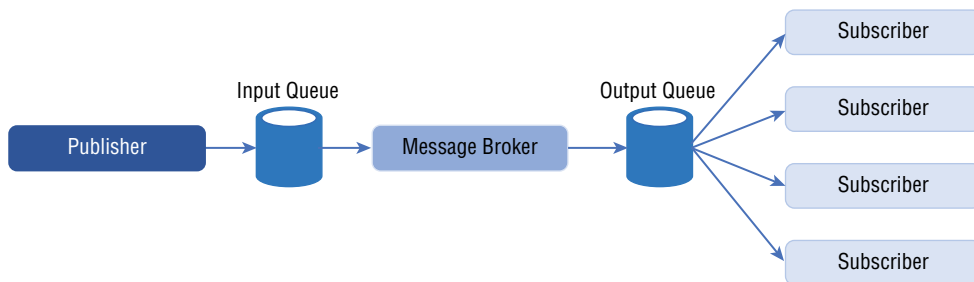 Publisher
Input Queue
Message Broker
Output Queue
Subscriber
Subscriber
Subscriber
Subscriber